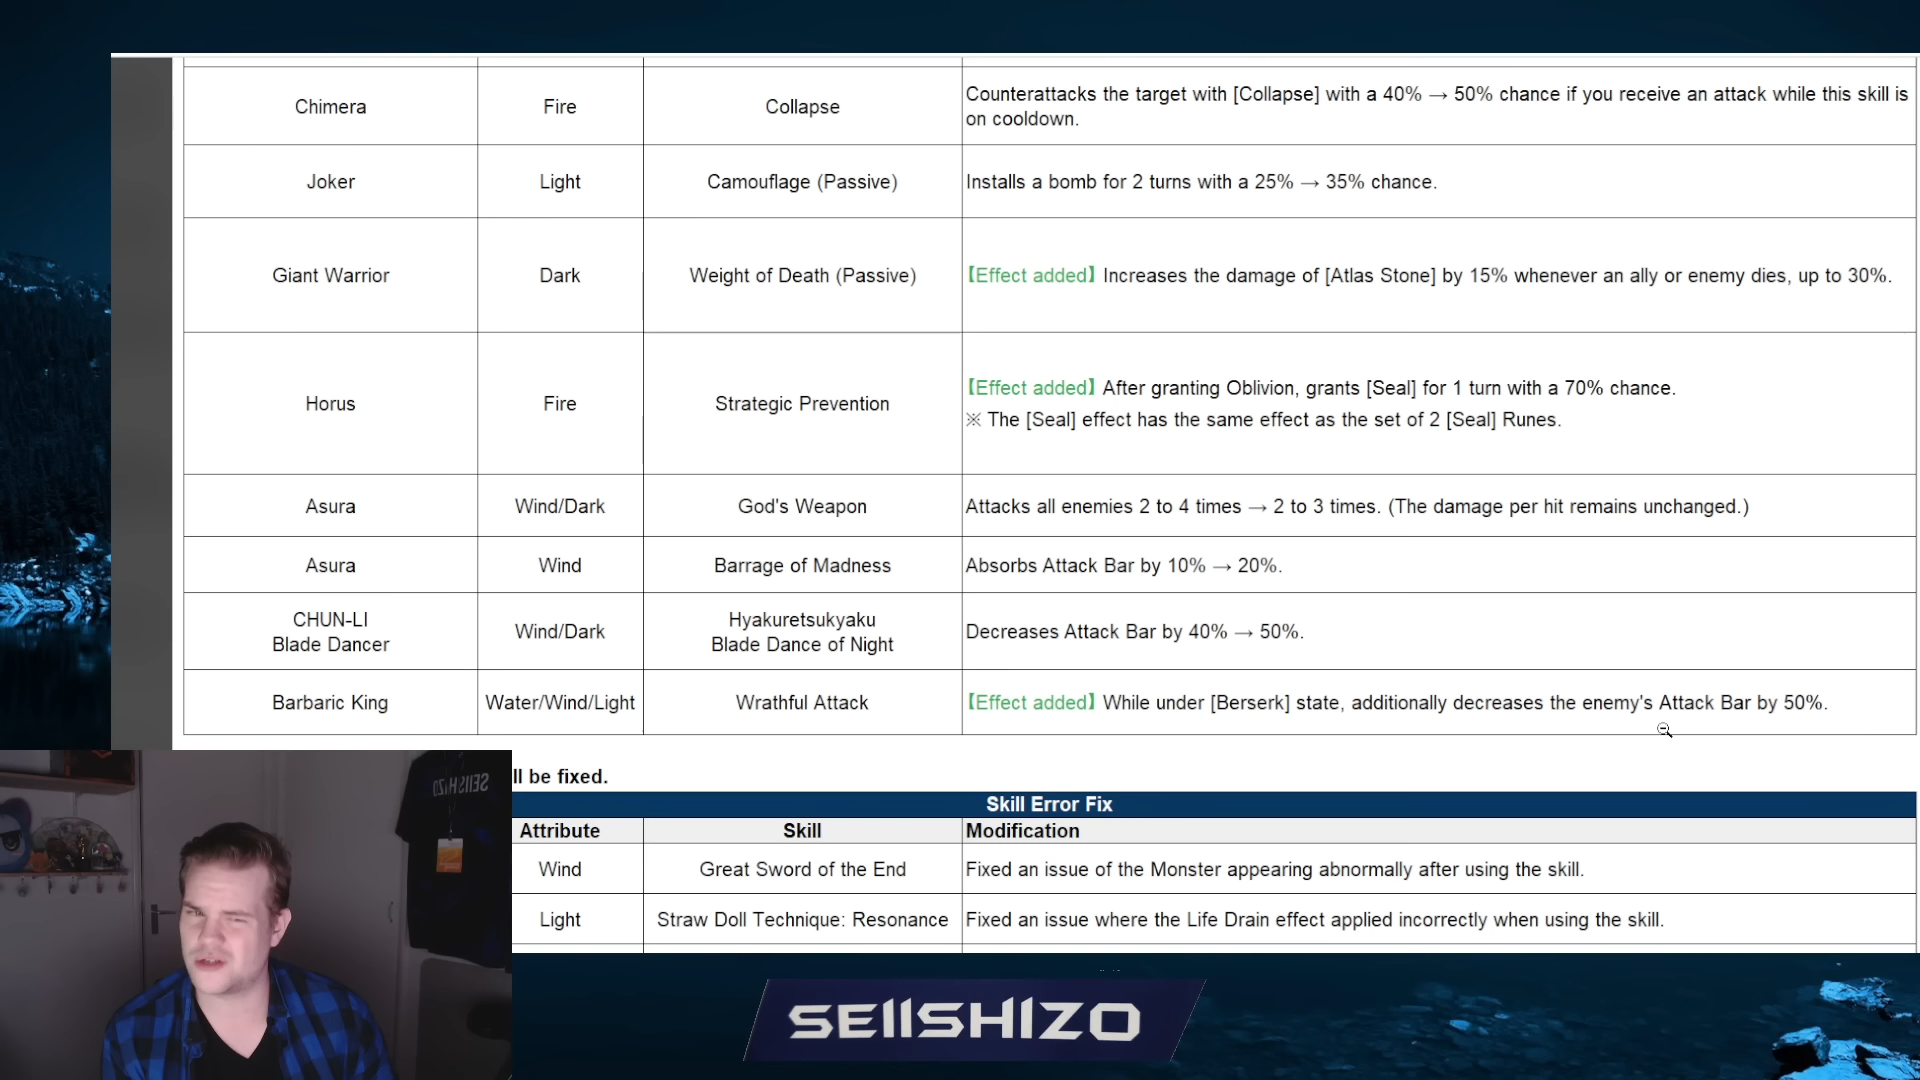 Chimera
Fire
Collapse
Counterattacks the target with [Collapse] with a 40% → 50% chance if you receive an attack while this skill is
on cooldown.
Joker
Light
Camouflage (Passive)
Installs a bomb for 2 turns with a 25% → 35% chance.
Giant Warrior
Dark
Weight of Death (Passive)
【Effect added】 Increases the damage of [Atlas Stone] by 15% whenever an ally or enemy dies, up to 30%.
Horus
Fire
Strategic Prevention
【Effect added】 After granting Oblivion, grants [Seal] for 1 turn with a 70% chance.
※ The [Seal] effect has the same effect as the set of 2 [Seal] Runes.
Asura
Wind/Dark
God's Weapon
Attacks all enemies 2 to 4 times → 2 to 3 times. (The damage per hit remains unchanged.)
Asura
Wind
Barrage of Madness
Absorbs Attack Bar by 10% → 20%.
CHUN-LI
Blade Dancer
Wind/Dark
Hyakuretsukyaku
Blade Dance of Night
Decreases Attack Bar by 40% → 50%.
Barbaric King
Water/Wind/Light
Wrathful Attack
【Effect added】 While under [Berserk] state, additionally decreases the enemy's Attack Bar by 50%.
ll be fixed.
Skill Error Fix
Attribute
Skill
Modification
Wind
Great Sword of the End
Fixed an issue of the Monster appearing abnormally after using the skill.
Light
Straw Doll Technique: Resonance
Fixed an issue where the Life Drain effect applied incorrectly when using the skill.
SEIISHIZO
SEIISHIZO